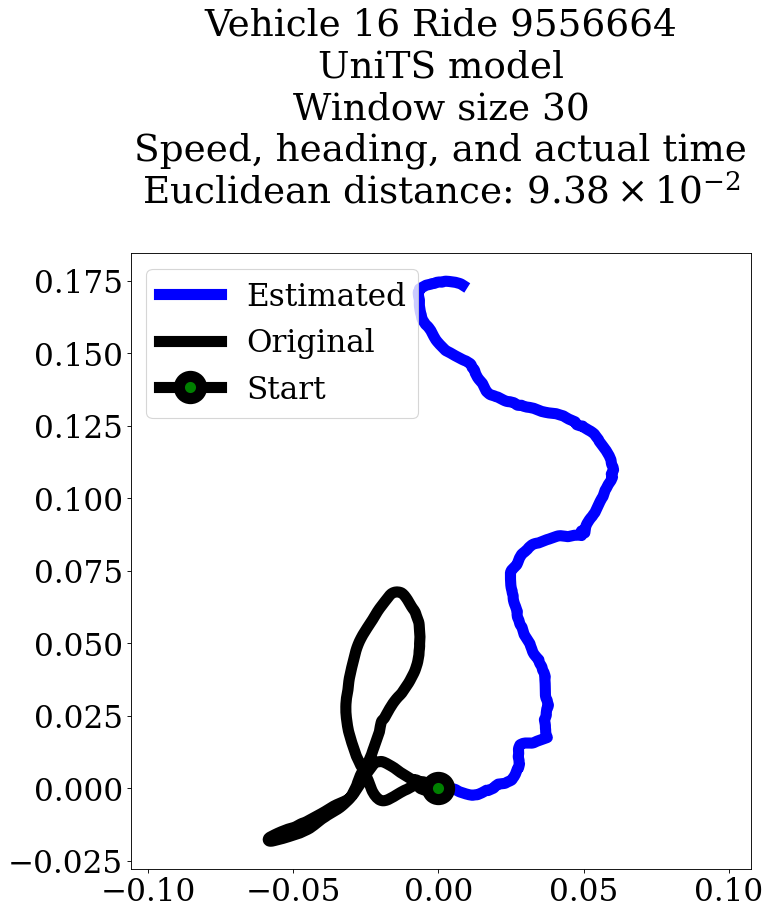 Vehicle 16 Ride 9556664
UniTS model
Window size 30
Speed, heading, and actual time
Euclidean distance: 9.38 × 10⁻²
0.175
0.150
0.125
0.100
0.075
0.050
0.025
0.000
−0.025
Estimated
Original
Start
−0.10
−0.05
0.00
0.05
0.10